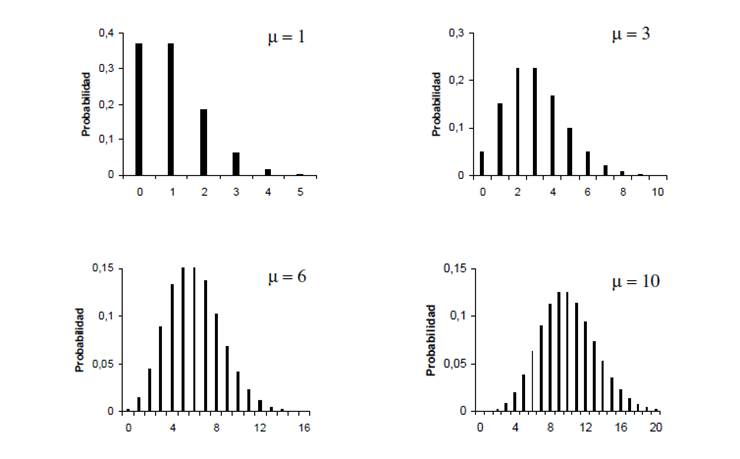 0,4
μ = 1
0,3
0,2
0,1
0
Probabilidad
0 1 2 3 4 5
0,3
μ = 3
0,2
0,1
0
Probabilidad
0 2 4 6 8 10
0,15
μ = 6
0,1
0,05
0
Probabilidad
0 4 8 12 16
0,15
μ = 10
0,1
0,05
0
Probabilidad
0 4 8 12 16 20